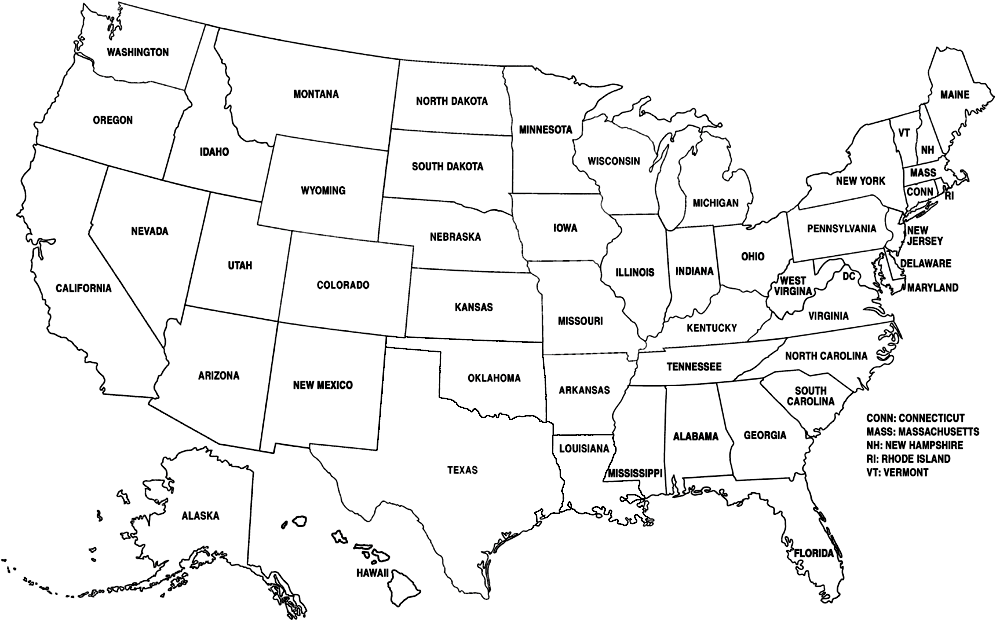 WASHINGTON
MONTANA
NORTH DAKOTA
MINNESOTA
MAINE
OREGON
IDAHO
VT
NH
WISCONSIN
SOUTH DAKOTA
WYOMING
MICHIGAN
NEW YORK
MASS
CONN
RI
NEVADA
NEBRASKA
IOWA
PENNSYLVANIA
NEW
JERSEY
UTAH
ILLINOIS
INDIANA
OHIO
DELAWARE
CALIFORNIA
COLORADO
WEST
VIRGINA
DC
MARYLAND
KANSAS
MISSOURI
KENTUCKY
VIRGINIA
ARIZONA
NEW MEXICO
OKLAHOMA
ARKANSAS
TENNESSEE
NORTH CAROLINA
SOUTH
CAROLINA
TEXAS
LOUISIANA
MISSISSIPPI
ALABAMA
GEORGIA
CONN: CONNECTICUT
MASS: MASSACHUSETTS
NH: NEW HAMPSHIRE
RI: RHODE ISLAND
VT: VERMONT
ALASKA
HAWAII
FLORIDA